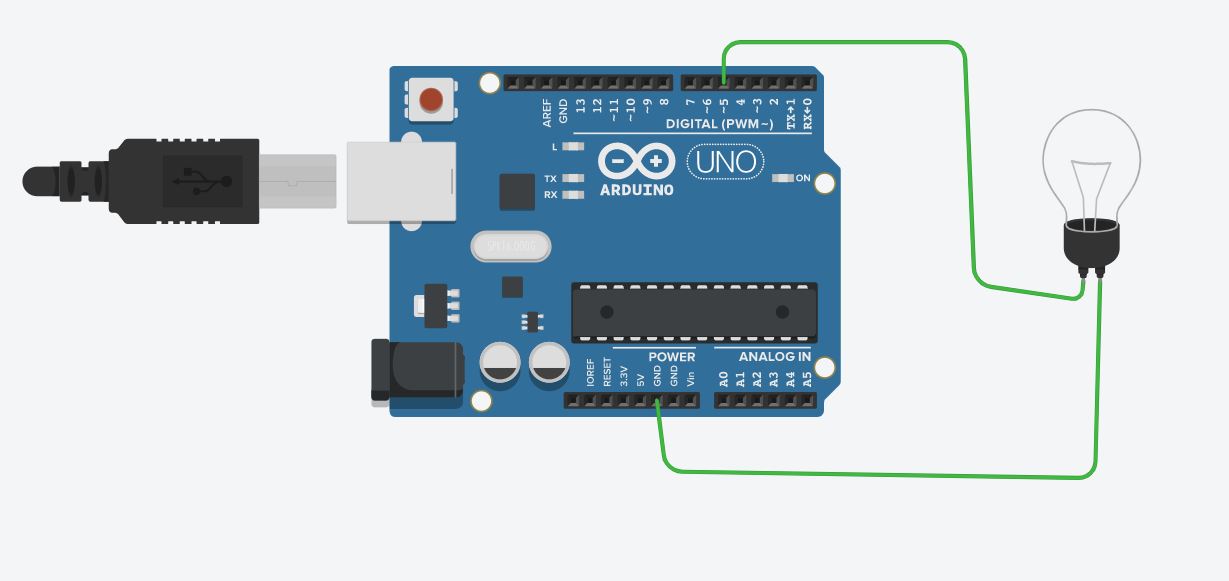 AREF
GND
13
12
~11
~10
~9
8
7
~6
~5
4
~3
2
TX→1
RX←0
DIGITAL (PWM~)
L
TX
RX
ARDUINO
UNO
ON
SPK16.000G
POWER
ANALOG IN
IOREF
RESET
3.3V
5V
GND
GND
Vin
A0
A1
A2
A3
A4
A5